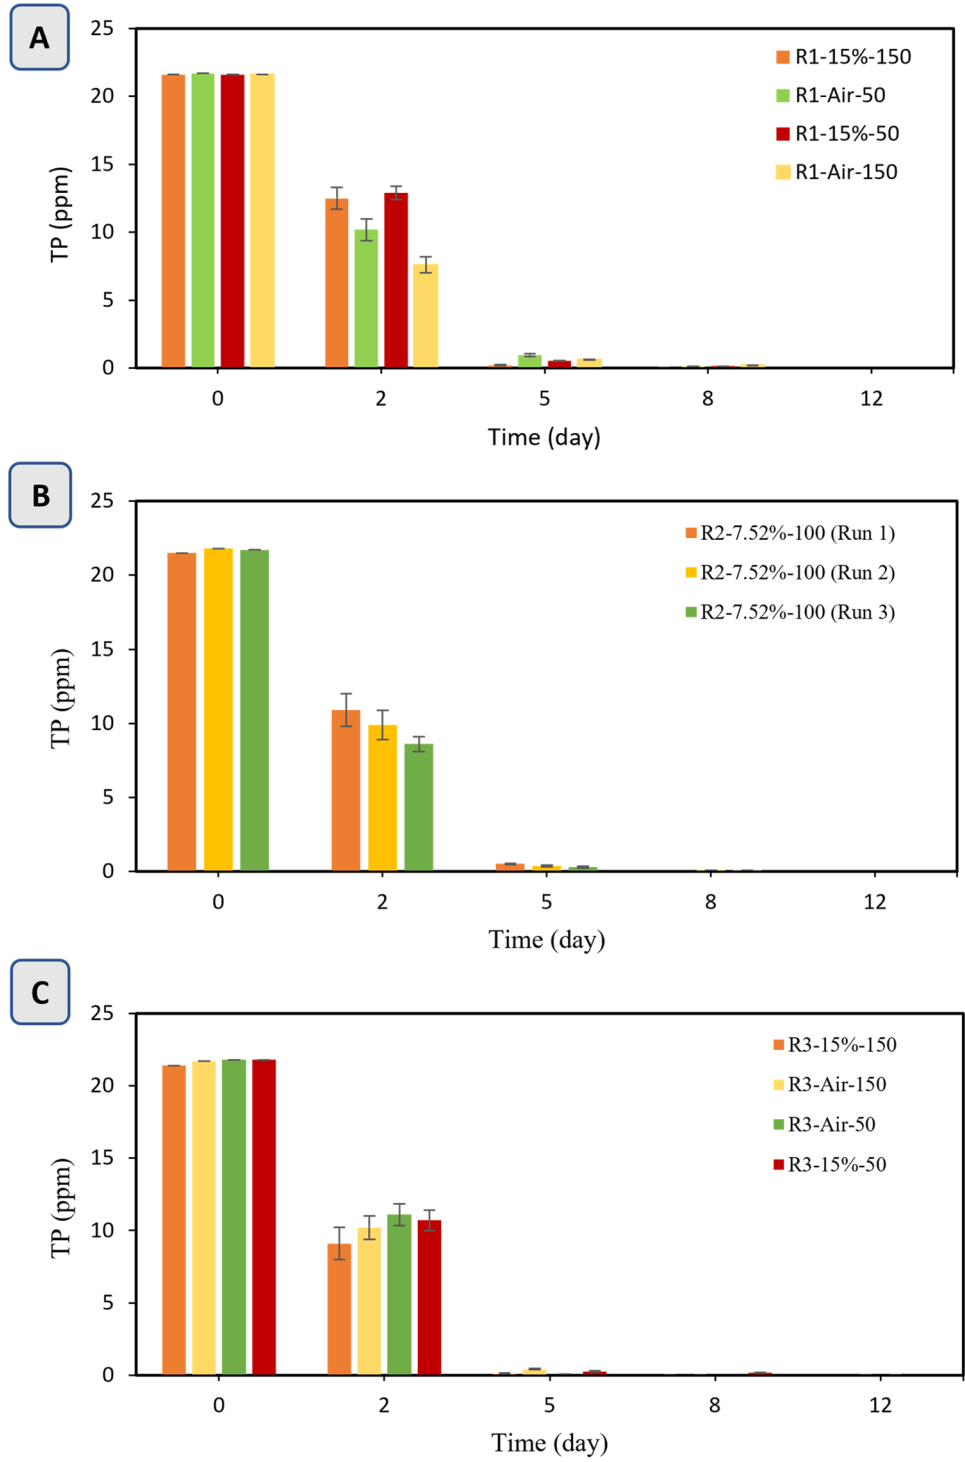 A
25
20
15
10
5
0
TP (ppm)
R1-15%-150
R1-Air-50
R1-15%-50
R1-Air-150
0 2 5 8 12
Time (day)
B
25
20
15
10
5
0
TP (ppm)
R2-7.52%-100 (Run 1)
R2-7.52%-100 (Run 2)
R2-7.52%-100 (Run 3)
0 2 5 8 12
Time (day)
C
25
20
15
10
5
0
TP (ppm)
R3-15%-150
R3-Air-150
R3-Air-50
R3-15%-50
0 2 5 8 12
Time (day)